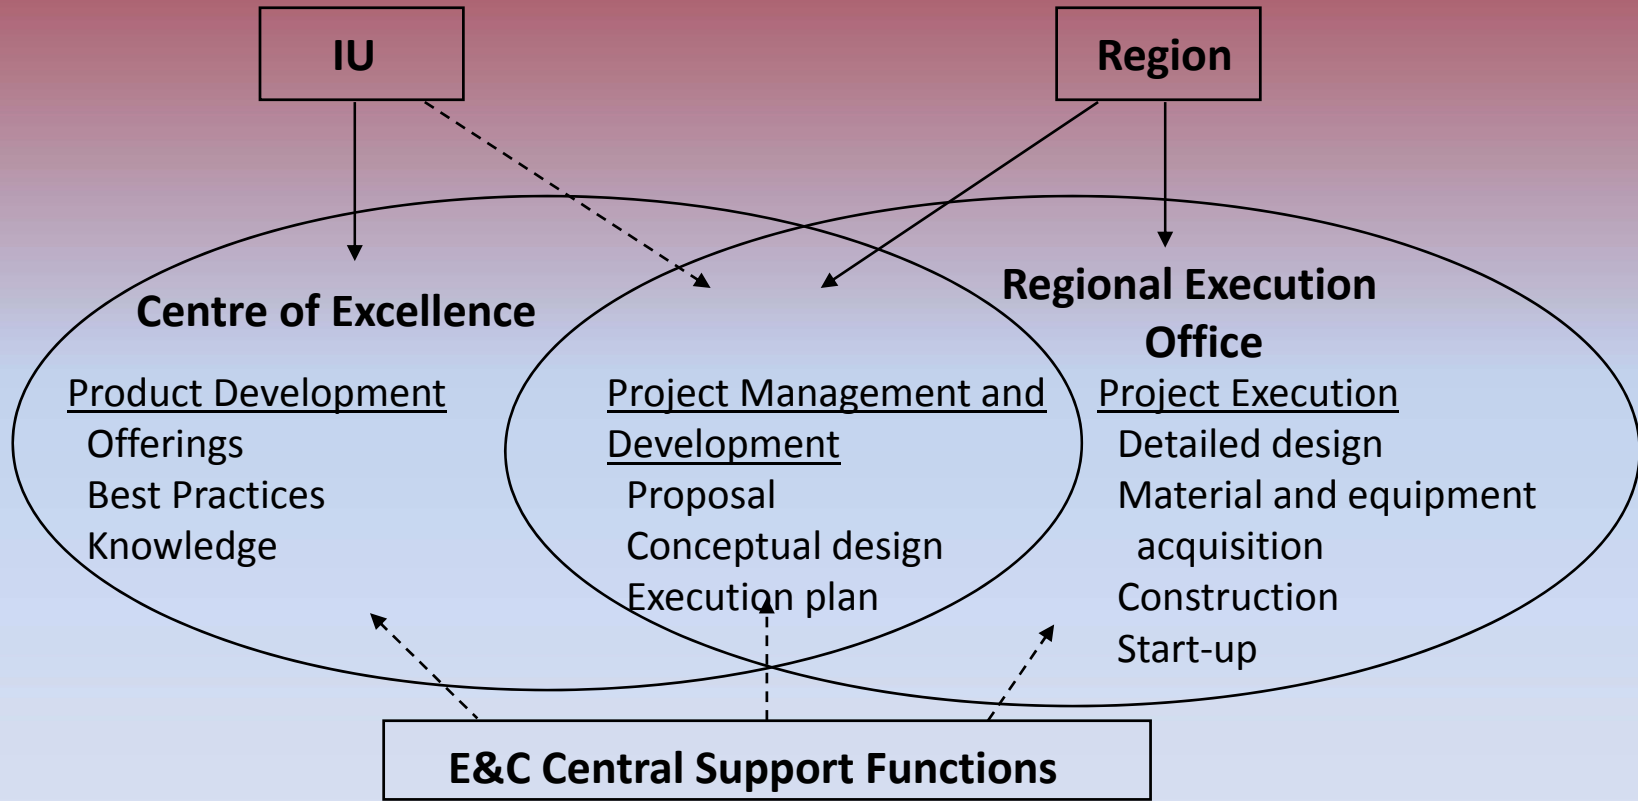 IU
Region
Centre of Excellence
Product Development
Offerings
Best Practices
Knowledge
Project Management and
Development
Proposal
Conceptual design
Execution plan
Regional Execution
Office
Project Execution
Detailed design
Material and equipment
acquisition
Construction
Start-up
E&C Central Support Functions